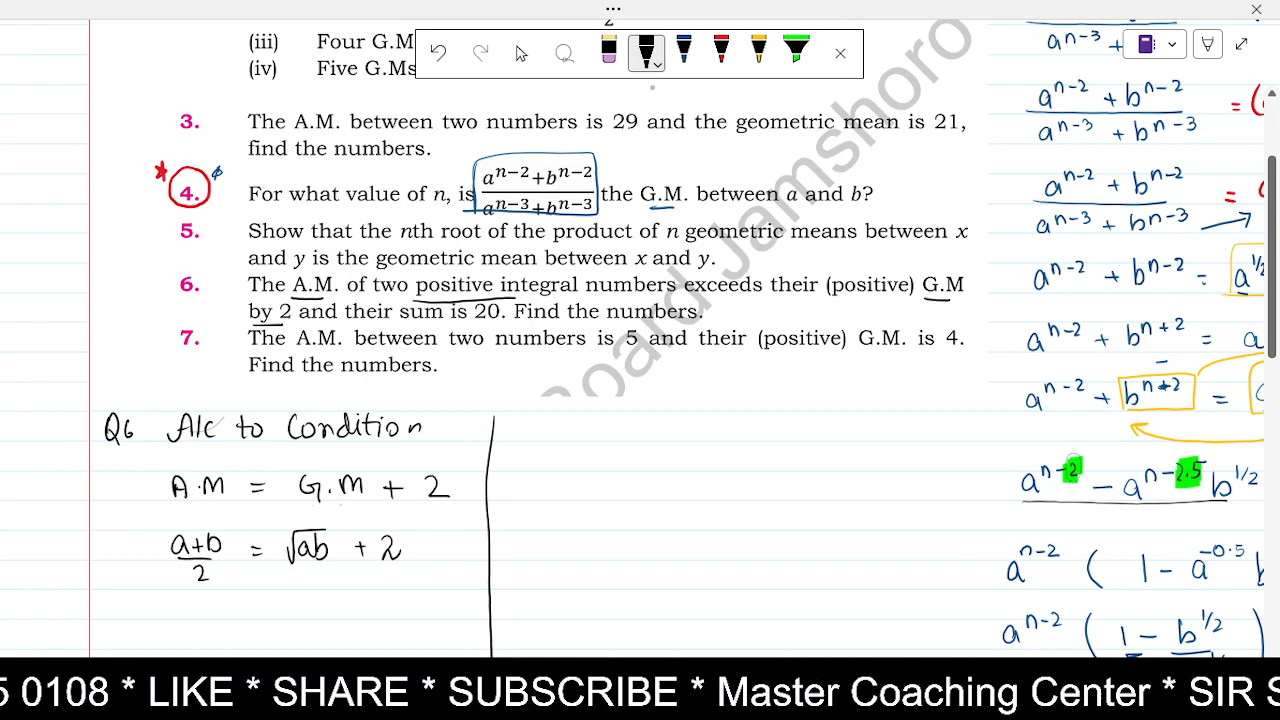 2
(iii) Four G.M
(iv) Five G.Ms
3. The A.M. between two numbers is 29 and the geometric mean is 21,
find the numbers.
4. For what value of n, is a^{n−2}+b^{n−2} / a^{n−3}+b^{n−3} the G.M. between a and b?
5. Show that the nth root of the product of n geometric means between x
and y is the geometric mean between x and y.
6. The A.M. of two positive integral numbers exceeds their (positive) G.M
by 2 and their sum is 20. Find the numbers.
7. The A.M. between two numbers is 5 and their (positive) G.M. is 4.
Find the numbers.
Board Jamshoro
Q6 A/c to Condition
A.M = G.M + 2
a+b / 2 = √ab + 2
a^{n-3} +
a^{n-2} + b^{n-2} / a^{n-3} + b^{n-3} = (
a^{n-2} + b^{n-2} / a^{n-3} + b^{n-3} =
a^{n-2} + b^{n-2} = a^{1/2}
a^{n-2} + b^{n+2} = a
a^{n-2} + b^{n-2} =
a^{n-2} - a^{n-2.5} b^{1/2}
a^{n-2} ( 1 - a^{-0.5} b
a^{n-2} ( 1 - b^{1/2} )
5 0108 * LIKE * SHARE * SUBSCRIBE * Master Coaching Center * SIR S